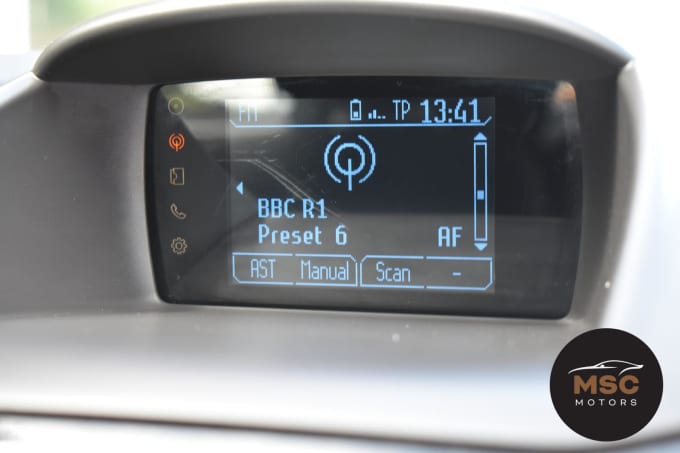 FM TP 13:41
BBC R1
Preset 6 AF
AST Manual Scan -
MSC
MOTORS